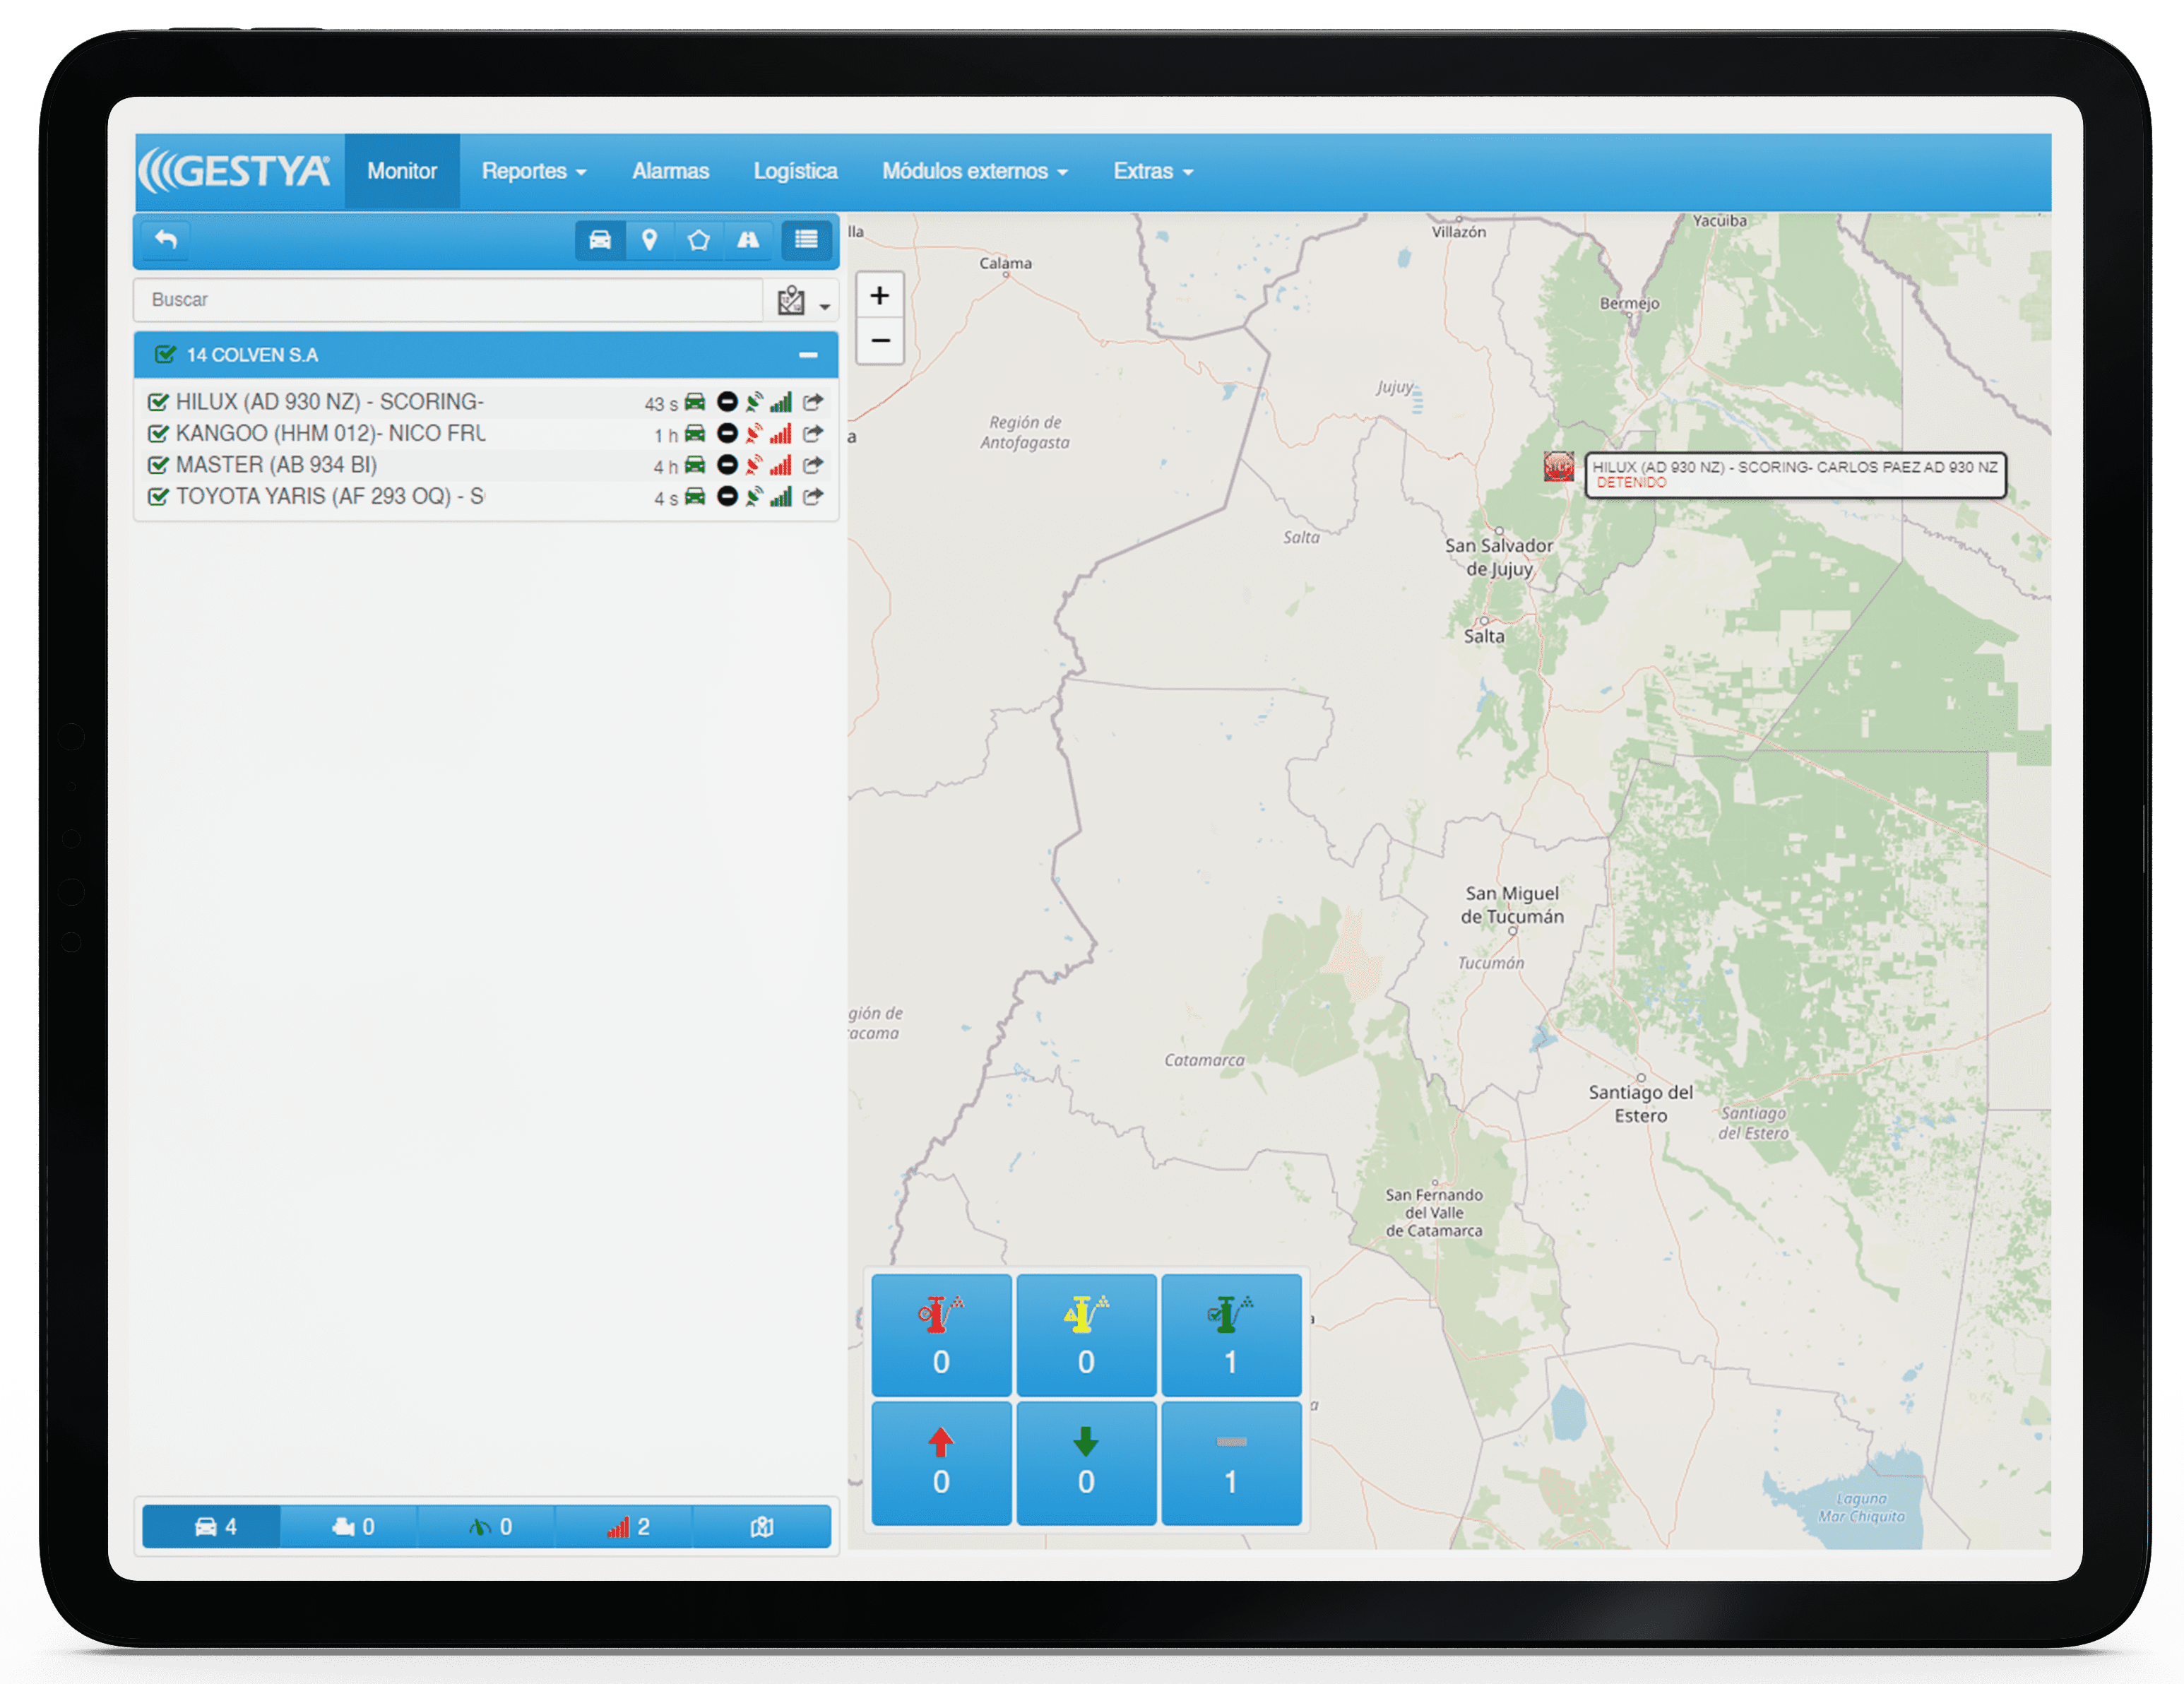 GESTYA
Monitor
Reportes
Alarmas
Logística
Módulos externos
Extras
Buscar
14 COLVEN S.A
HILUX (AD 930 NZ) - SCORING- 43 s
KANGOO (HHM 012)- NICO FRU 1 h
MASTER (AB 934 BI) 4 h
TOYOTA YARIS (AF 293 OQ) - S 4 s
4
0
0
2
+
−
lla
Calama
Villazón
Yacuiba
Bermejo
Jujuy
Región de
Antofagasta
a
STOP
HILUX (AD 930 NZ) - SCORING- CARLOS PAEZ AD 930 NZ
DETENIDO
Salta
San Salvador
de Jujuy
Salta
San Miguel
de Tucumán
Tucumán
gión de
acama
Catamarca
Santiago del
Estero
Santiago
del Estero
San Fernando
del Valle
de Catamarca
0
0
1
a
0
0
1
Laguna
Mar Chiquita